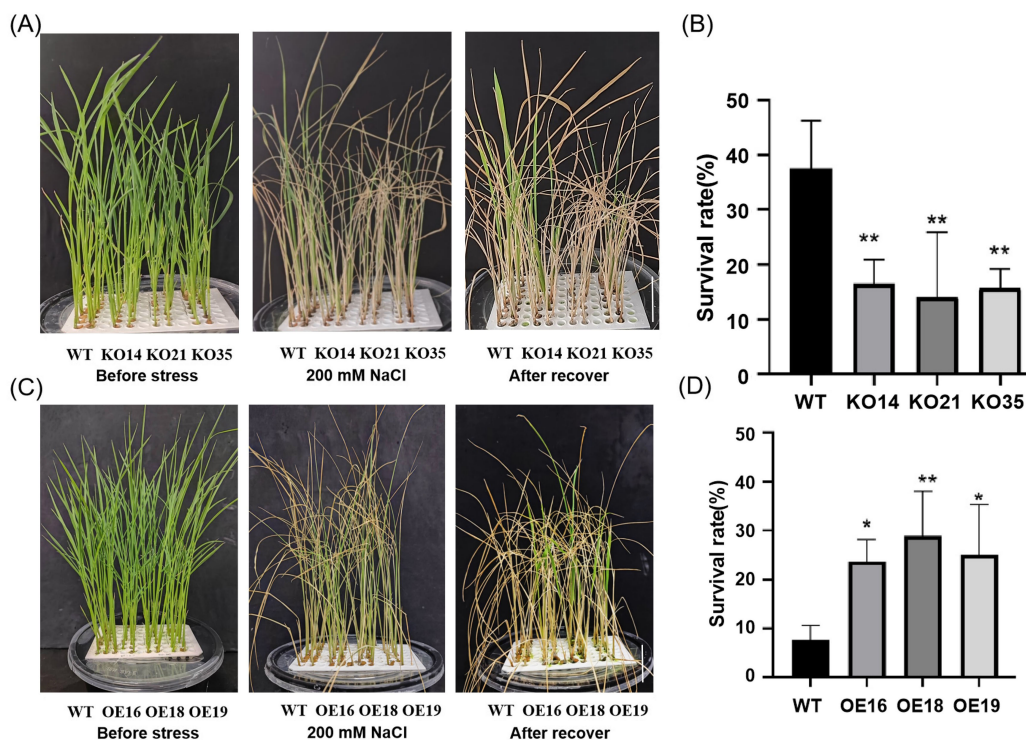 (A)
WT KO14 KO21 KO35
Before stress
WT KO14 KO21 KO35
200 mM NaCl
WT KO14 KO21 KO35
After recover
(B)
Survival rate(%)
50
40
30
20
10
0
**
**
**
WT KO14 KO21 KO35
(C)
WT OE16 OE18 OE19
Before stress
WT OE16 OE18 OE19
200 mM NaCl
WT OE16 OE18 OE19
After recover
(D)
Survival rate(%)
50
40
30
20
10
0
*
**
*
WT OE16 OE18 OE19